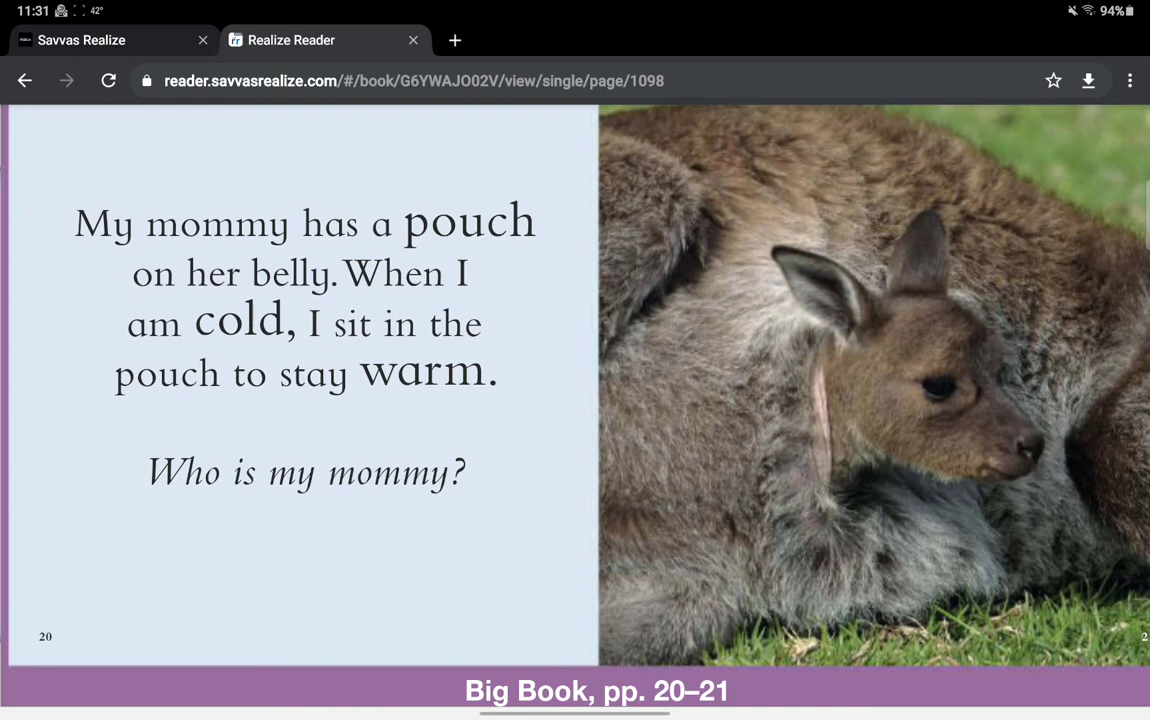 11:31 42° 94%
Savvas Realize Realize Reader
reader.savvasrealize.com/#/book/G6YWAJO02V/view/single/page/1098
My mommy has a pouch
on her belly. When I
am cold, I sit in the
pouch to stay warm.
Who is my mommy?
20 2
Big Book, pp. 20–21